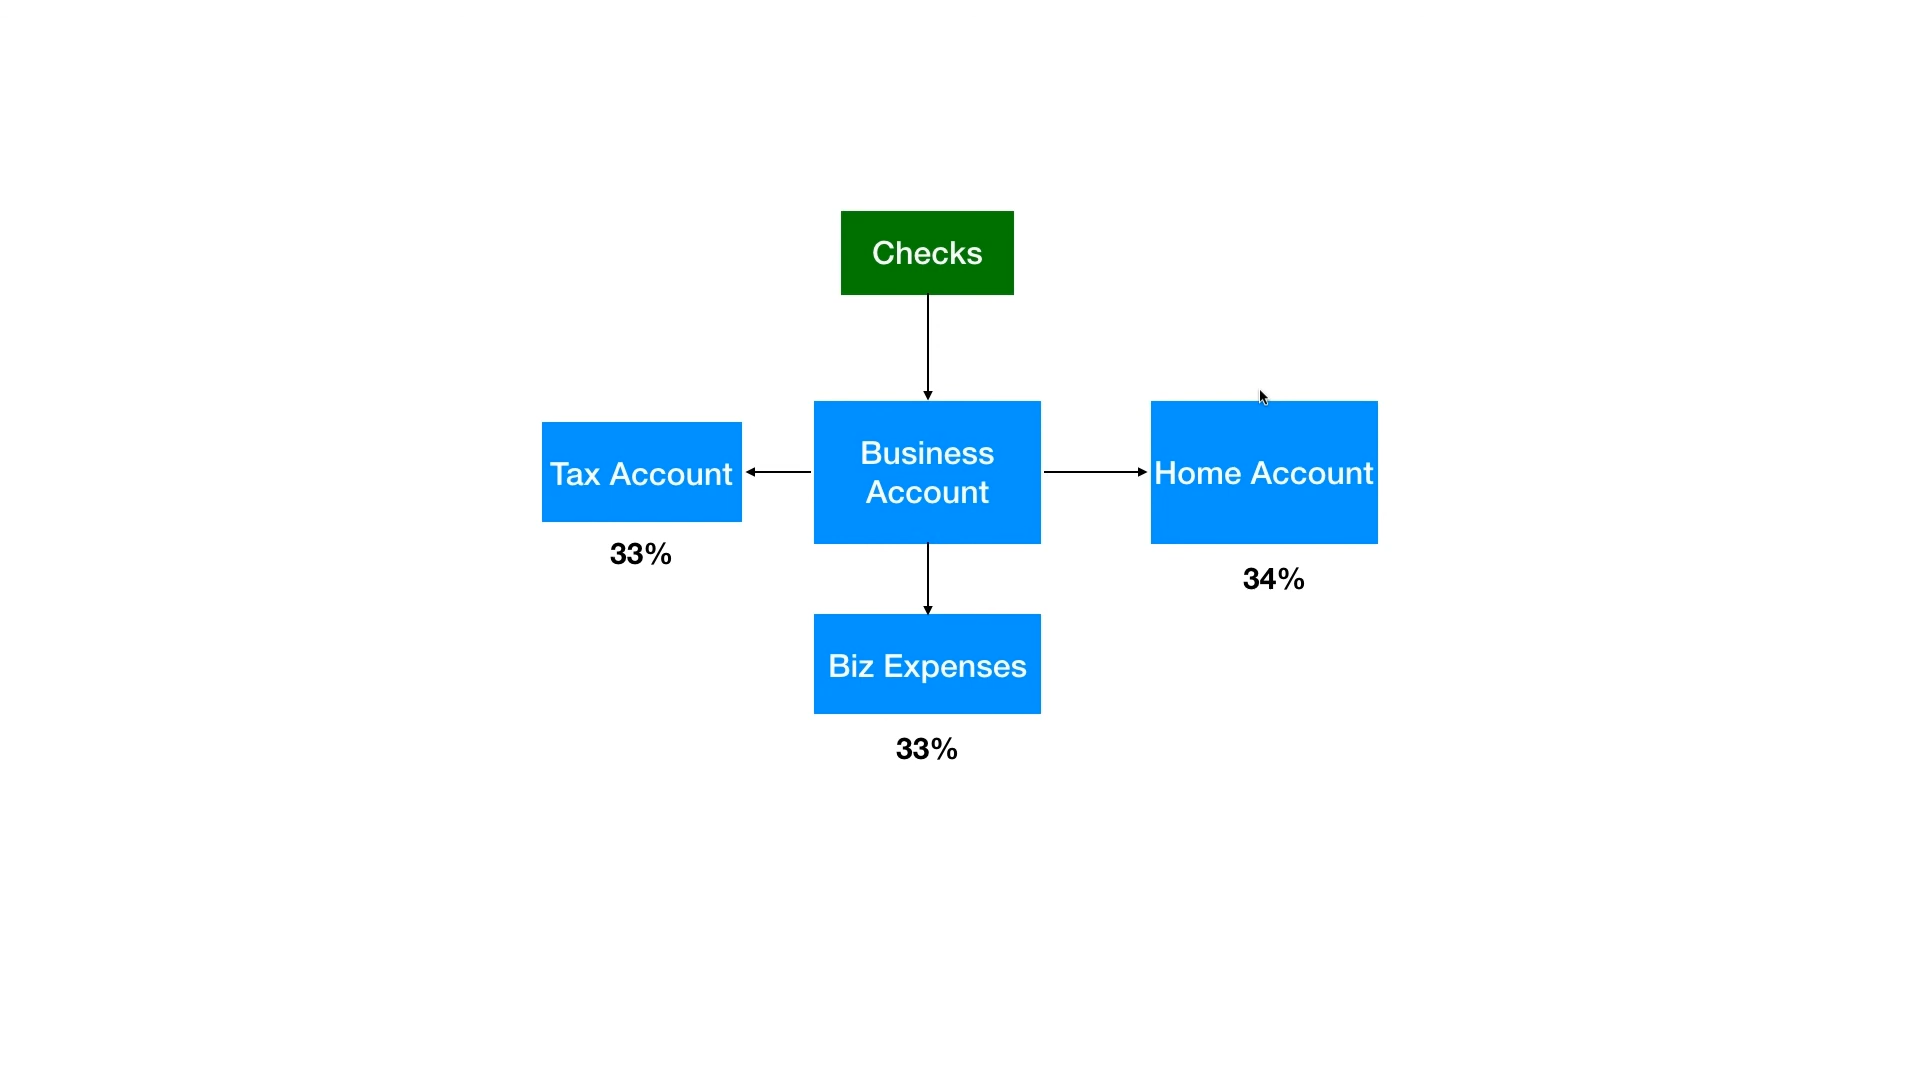 Checks
Business
Account
Tax Account
Home Account
33%
34%
Biz Expenses
33%